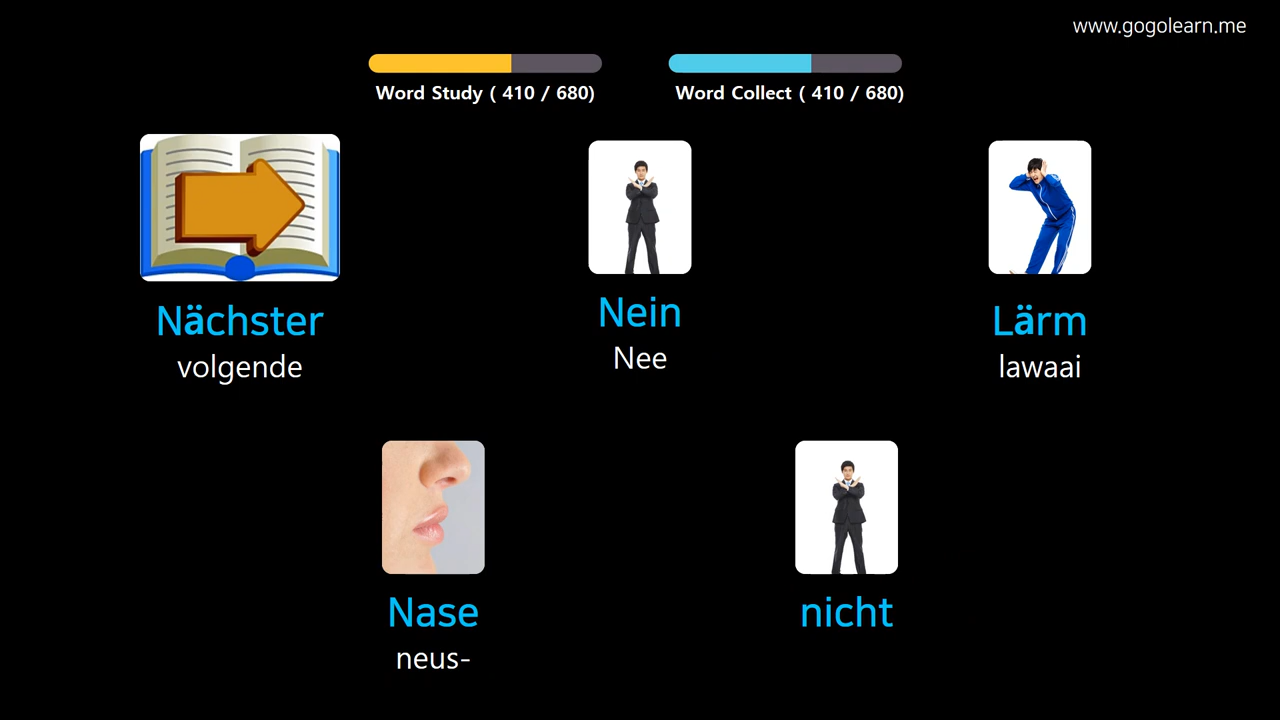 www.gogolearn.me
Word Study ( 410 / 680)
Word Collect ( 410 / 680)
Nächster
volgende
Nein
Nee
Lärm
lawaai
Nase
neus-
nicht